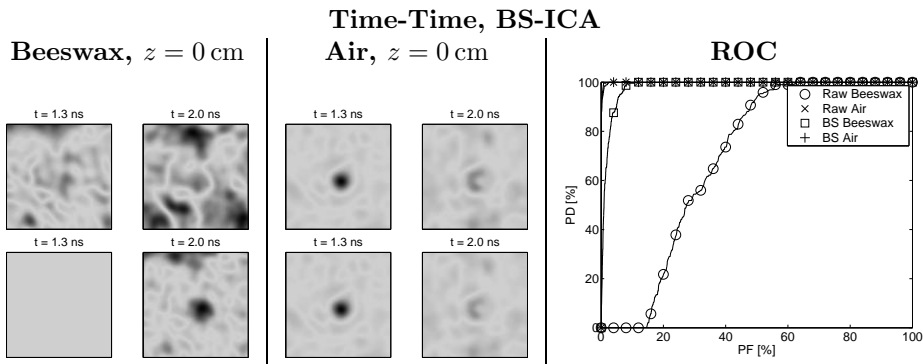 Time-Time, BS-ICA
Beeswax, z = 0 cm
Air, z = 0 cm
ROC
t = 1.3 ns
t = 2.0 ns
t = 1.3 ns
t = 2.0 ns
t = 1.3 ns
t = 2.0 ns
t = 1.3 ns
t = 2.0 ns
PD [%]
100
80
60
40
20
0
0
20
40
60
80
100
PF [%]
Raw Beeswax
Raw Air
BS Beeswax
BS Air